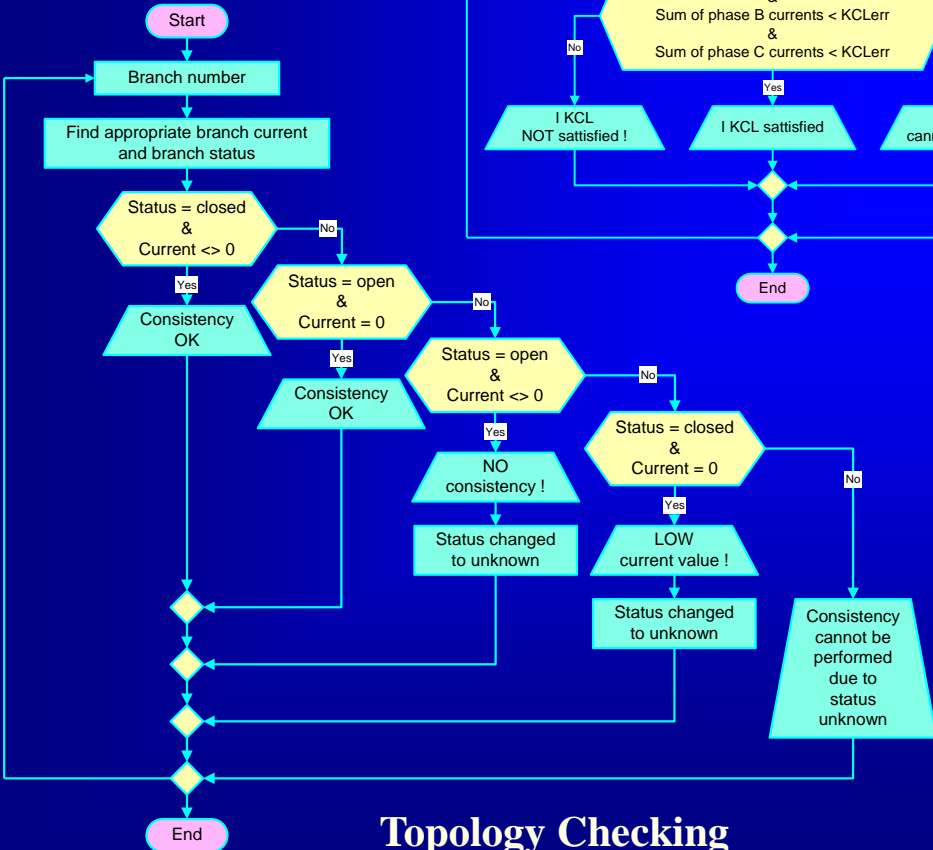 Start
Branch number
Find appropriate branch current
and branch status
Status = closed
&
Current <> 0
No
Yes
Consistency
OK
Status = open
&
Current = 0
No
Yes
Consistency
OK
Status = open
&
Current <> 0
No
Yes
NO
consistency !
Status changed
to unknown
Status = closed
&
Current = 0
No
Yes
LOW
current value !
Status changed
to unknown
Consistency
cannot be
performed
due to
status
unknown
End
&
Sum of phase B currents < KCLerr
&
Sum of phase C currents < KCLerr
No
Yes
I KCL
NOT sattisfied !
I KCL sattisfied
End
Topology Checking